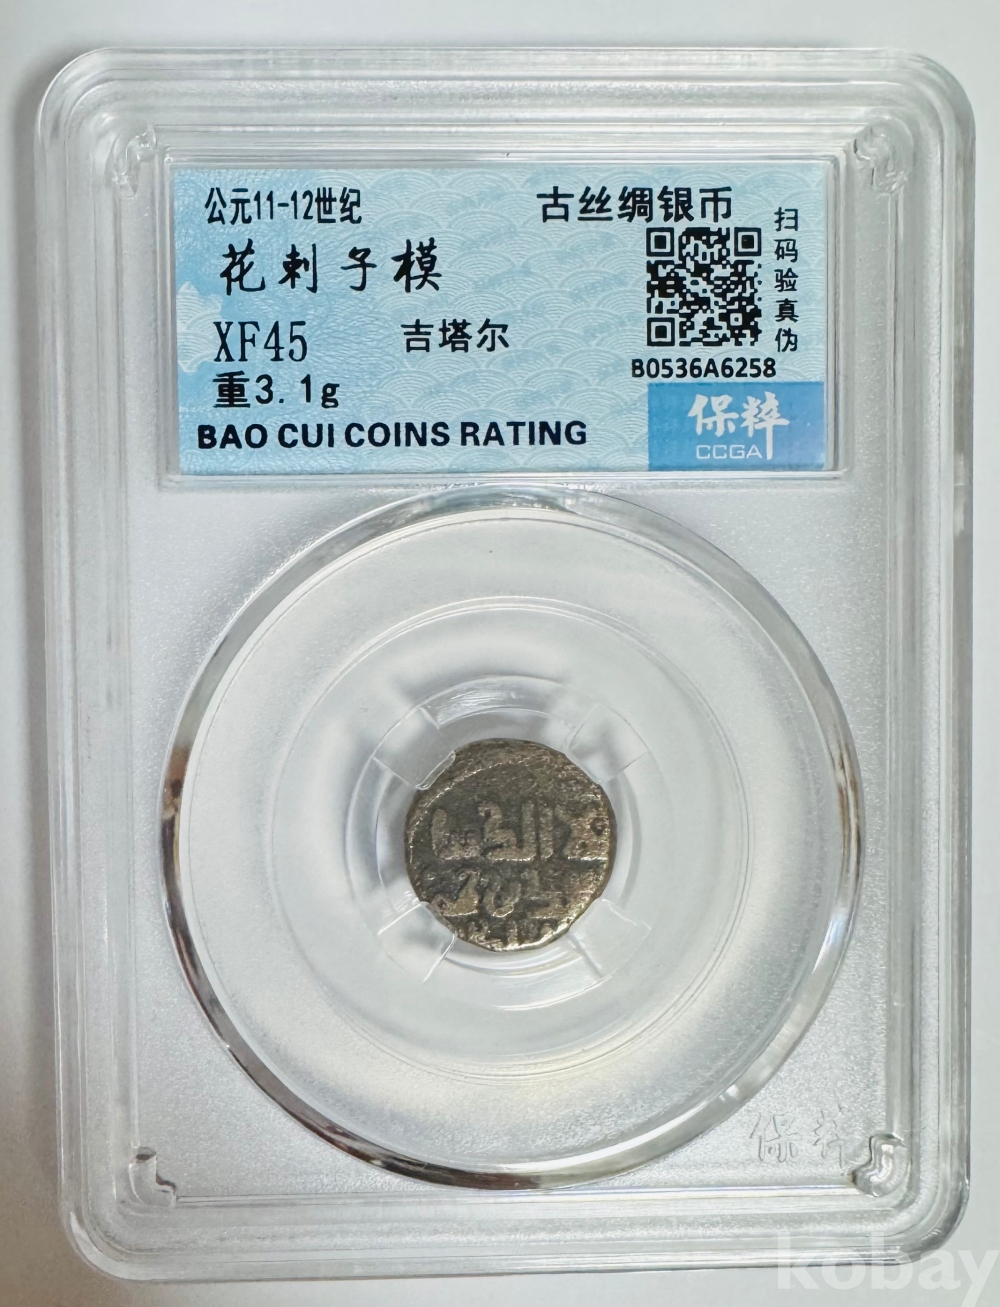 公元11-12世纪
古丝绸银币
花剌子模
扫码验真伪
XF45
吉塔尔
重3.1g
B0536A6258
BAO CUI COINS RATING
保粹
CCGA
保粹
kobay